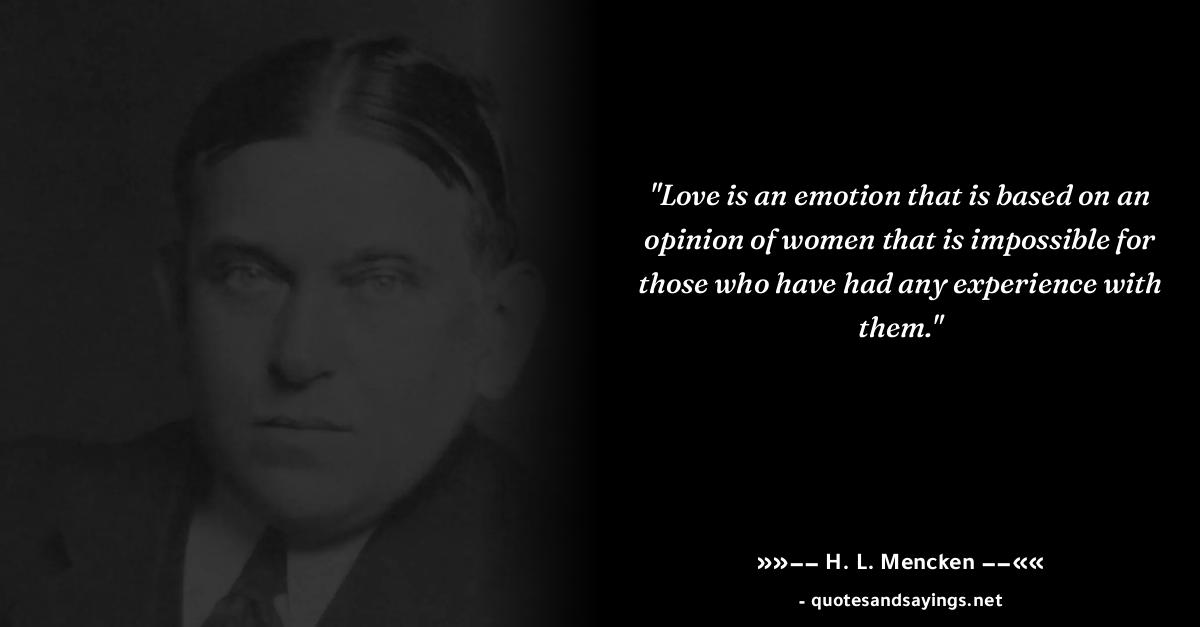 "Love is an emotion that is based on an
opinion of women that is impossible for
those who have had any experience with
them."
»»−− H. L. Mencken −−««
- quotesandsayings.net